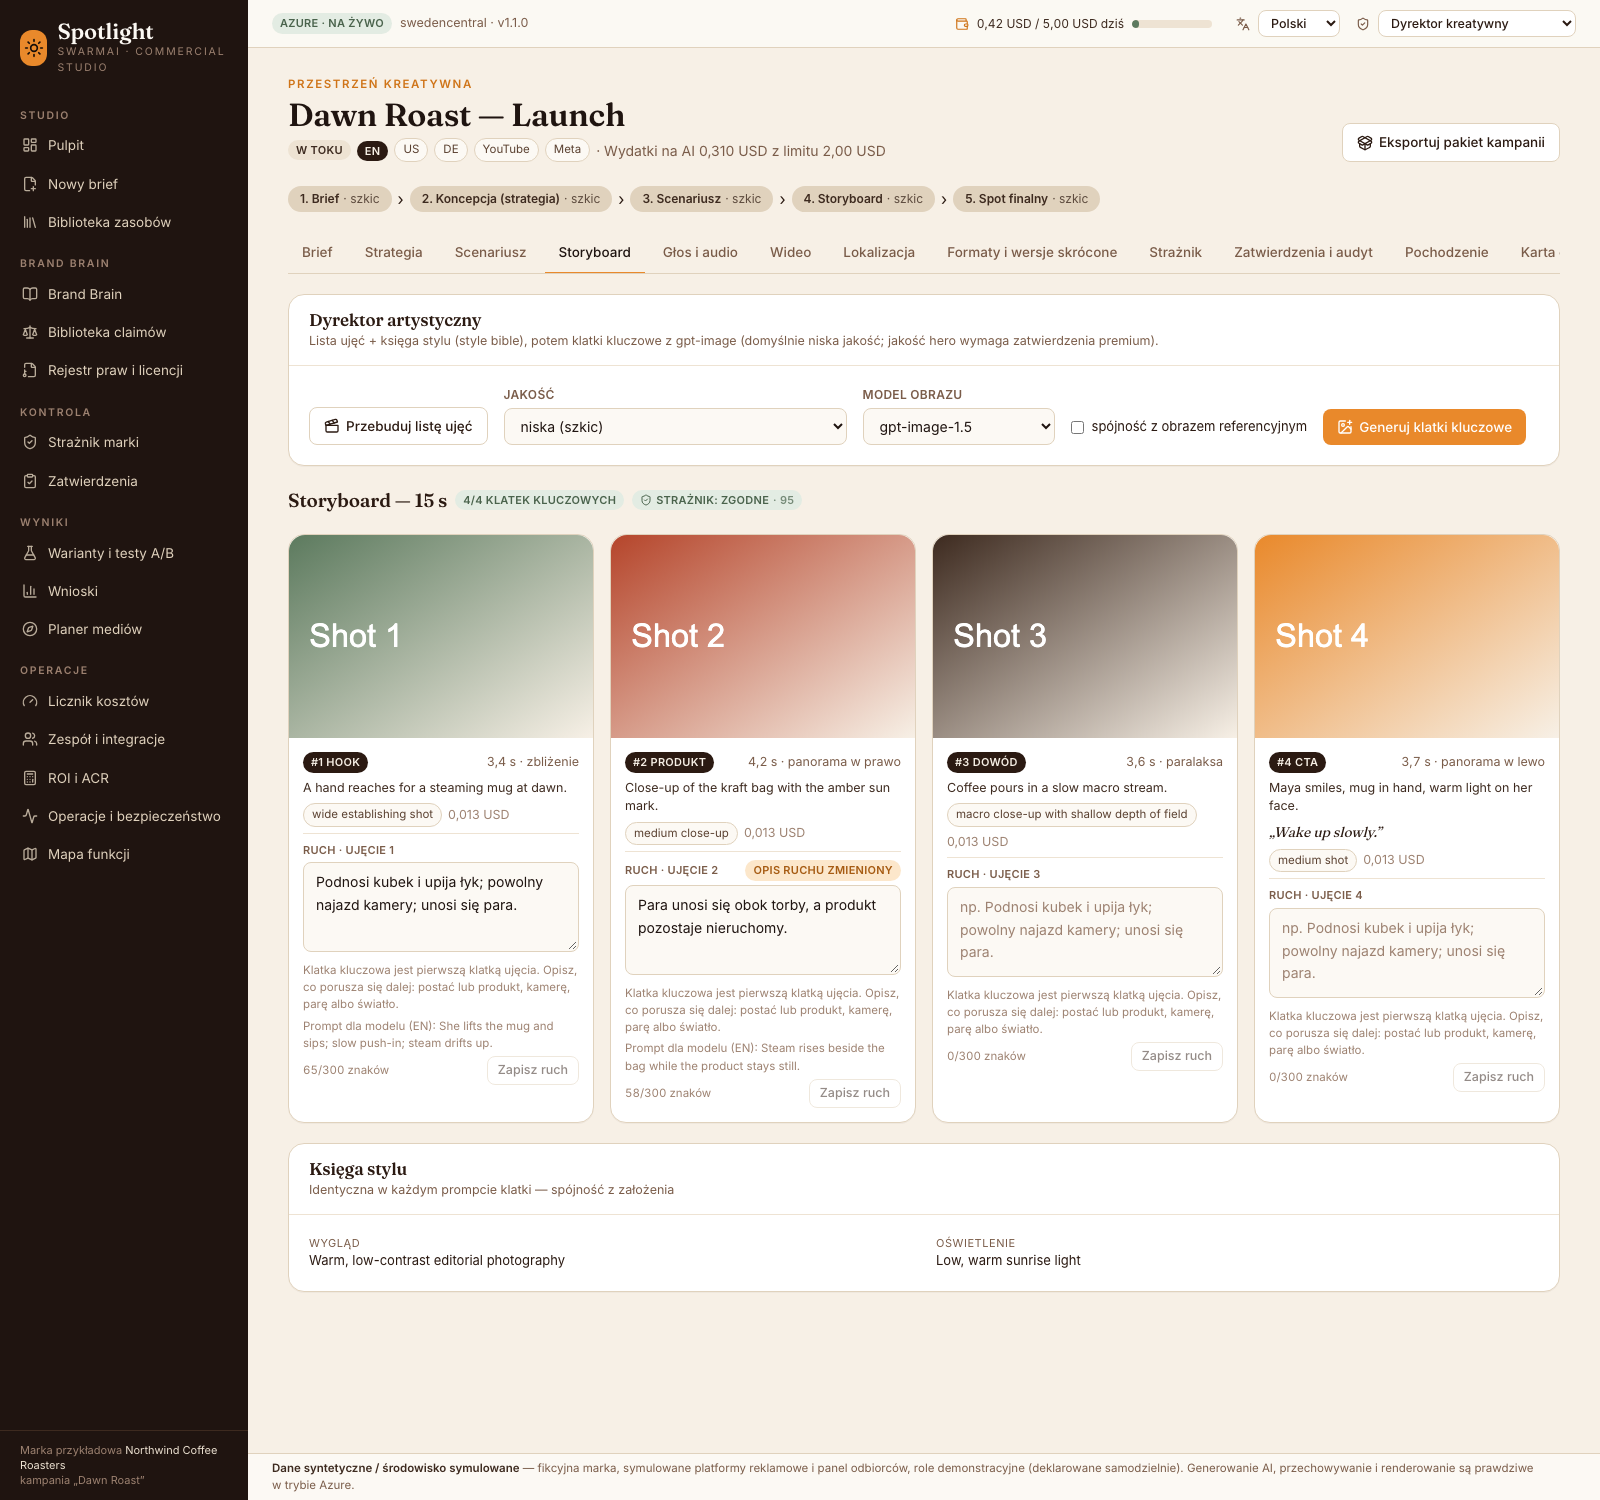 Spotlight
SWARMAI · COMMERCIAL
STUDIO
STUDIO
Pulpit
Nowy brief
Biblioteka zasobów
BRAND BRAIN
Brand Brain
Biblioteka claimów
Rejestr praw i licencji
KONTROLA
Strażnik marki
Zatwierdzenia
WYNIKI
Warianty i testy A/B
Wnioski
Planer mediów
OPERACJE
Licznik kosztów
Zespół i integracje
ROI i ACR
Operacje i bezpieczeństwo
Mapa funkcji
Marka przykładowa Northwind Coffee
Roasters
kampania „Dawn Roast”
AZURE · NA ŻYWO swedencentral · v1.1.0 0,42 USD / 5,00 USD dziś Polski Dyrektor kreatywny
PRZESTRZEŃ KREATYWNA
Dawn Roast — Launch
W TOKU EN US DE YouTube Meta · Wydatki na AI 0,310 USD z limitu 2,00 USD
Eksportuj pakiet kampanii
1. Brief · szkic › 2. Koncepcja (strategia) · szkic › 3. Scenariusz · szkic › 4. Storyboard · szkic › 5. Spot finalny · szkic
Brief Strategia Scenariusz Storyboard Głos i audio Wideo Lokalizacja Formaty i wersje skrócone Strażnik Zatwierdzenia i audyt Pochodzenie Karta
Dyrektor artystyczny
Lista ujęć + księga stylu (style bible), potem klatki kluczowe z gpt-image (domyślnie niska jakość; jakość hero wymaga zatwierdzenia premium).
JAKOŚĆ MODEL OBRAZU
Przebuduj listę ujęć niska (szkic) gpt-image-1.5 spójność z obrazem referencyjnym Generuj klatki kluczowe
Storyboard — 15 s 4/4 KLATEK KLUCZOWYCH STRAŻNIK: ZGODNE · 95
Shot 1
#1 HOOK 3,4 s · zbliżenie
A hand reaches for a steaming mug at dawn.
wide establishing shot 0,013 USD
RUCH · UJĘCIE 1
Podnosi kubek i upija łyk; powolny
najazd kamery; unosi się para.
Klatka kluczowa jest pierwszą klatką ujęcia. Opisz,
co porusza się dalej: postać lub produkt, kamerę,
parę albo światło.
Prompt dla modelu (EN): She lifts the mug and
sips; slow push-in; steam drifts up.
65/300 znaków Zapisz ruch
Shot 2
#2 PRODUKT 4,2 s · panorama w prawo
Close-up of the kraft bag with the amber sun
mark.
medium close-up 0,013 USD
RUCH · UJĘCIE 2 OPIS RUCHU ZMIENIONY
Para unosi się obok torby, a produkt
pozostaje nieruchomy.
Klatka kluczowa jest pierwszą klatką ujęcia. Opisz,
co porusza się dalej: postać lub produkt, kamerę,
parę albo światło.
Prompt dla modelu (EN): Steam rises beside the
bag while the product stays still.
58/300 znaków Zapisz ruch
Shot 3
#3 DOWÓD 3,6 s · paralaksa
Coffee pours in a slow macro stream.
macro close-up with shallow depth of field
0,013 USD
RUCH · UJĘCIE 3
np. Podnosi kubek i upija łyk;
powolny najazd kamery; unosi się
para.
Klatka kluczowa jest pierwszą klatką ujęcia. Opisz,
co porusza się dalej: postać lub produkt, kamerę,
parę albo światło.
0/300 znaków Zapisz ruch
Shot 4
#4 CTA 3,7 s · panorama w lewo
Maya smiles, mug in hand, warm light on her
face.
„Wake up slowly.”
medium shot 0,013 USD
RUCH · UJĘCIE 4
np. Podnosi kubek i upija łyk;
powolny najazd kamery; unosi się
para.
Klatka kluczowa jest pierwszą klatką ujęcia. Opisz,
co porusza się dalej: postać lub produkt, kamerę,
parę albo światło.
0/300 znaków Zapisz ruch
Księga stylu
Identyczna w każdym prompcie klatki — spójność z założenia
WYGLĄD OŚWIETLENIE
Warm, low-contrast editorial photography Low, warm sunrise light
Dane syntetyczne / środowisko symulowane — fikcyjna marka, symulowane platformy reklamowe i panel odbiorców, role demonstracyjne (deklarowane samodzielnie). Generowanie AI, przechowywanie i renderowanie są prawdziwe
w trybie Azure.